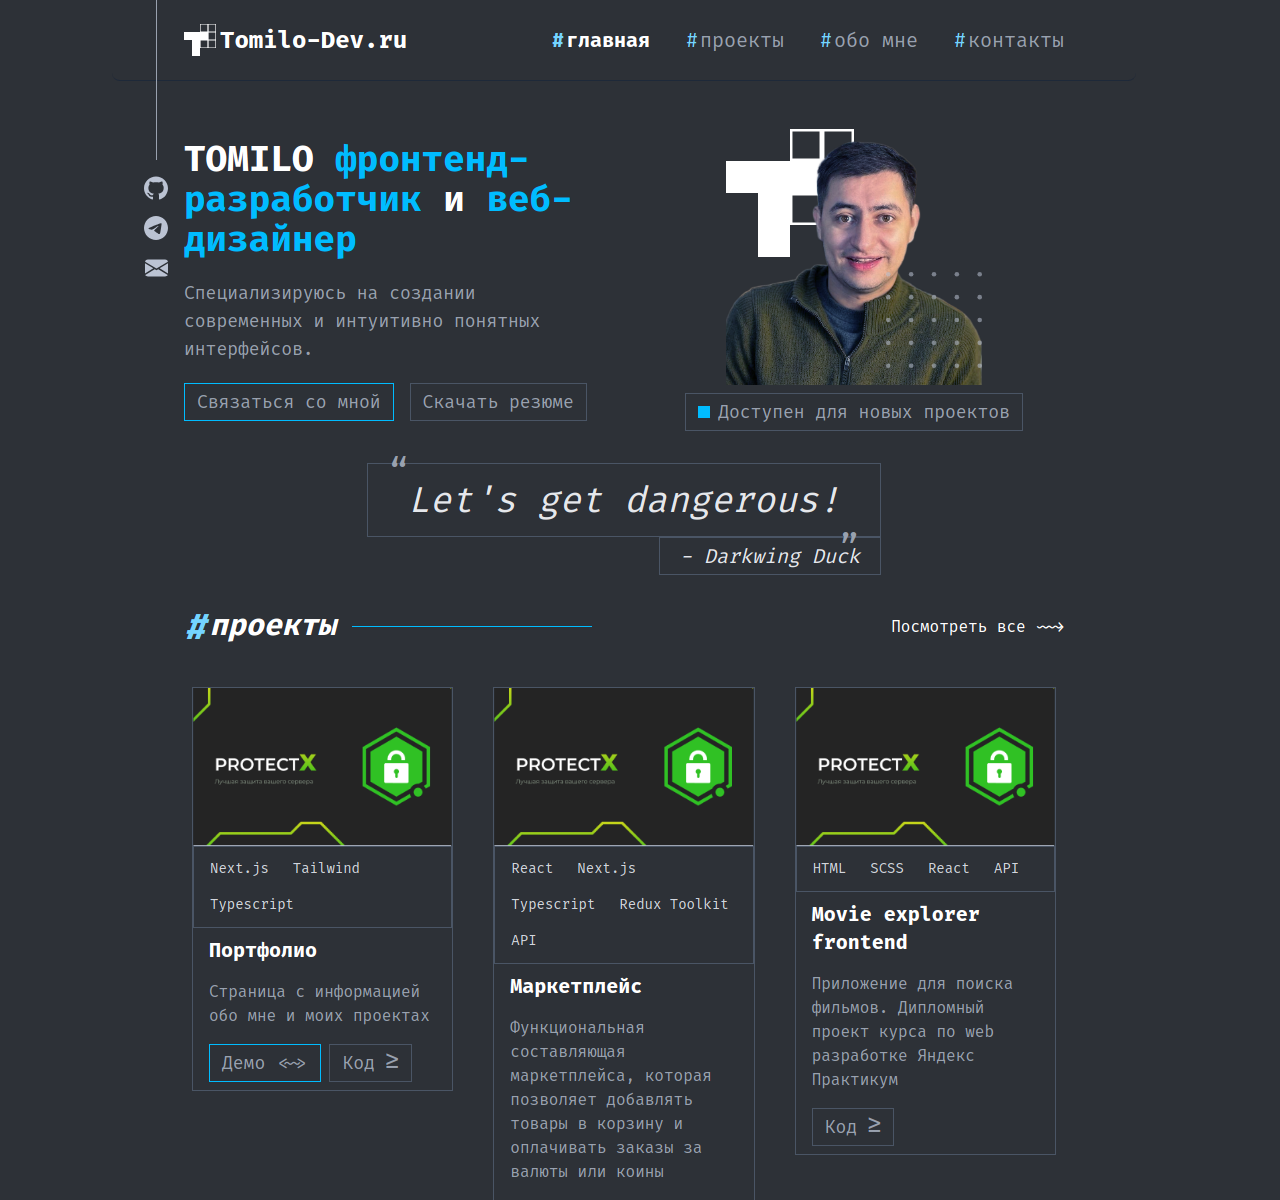 Tomilo-Dev.ru
#главная
#проекты
#обо мне
#контакты
TOMILO фронтенд-
разработчик и веб-
дизайнер
Специализируюсь на создании
современных и интуитивно понятных
интерфейсов.
Связаться со мной
Скачать резюме
Доступен для новых проектов
“
Let's get dangerous!
”
- Darkwing Duck
#проекты
Посмотреть все
PROTECTX
Лучшая защита вашего сервера
Next.js Tailwind
Typescript
Портфолио
Страница с информацией
обо мне и моих проектах
Демо <~>
Код ≥
PROTECTX
Лучшая защита вашего сервера
React Next.js
Typescript Redux Toolkit
API
Маркетплейс
Функциональная
составляющая
маркетплейса, которая
позволяет добавлять
товары в корзину и
оплачивать заказы за
валюты или коины
PROTECTX
Лучшая защита вашего сервера
HTML SCSS React API
Movie explorer
frontend
Приложение для поиска
фильмов. Дипломный
проект курса по web
разработке Яндекс
Практикум
Код ≥